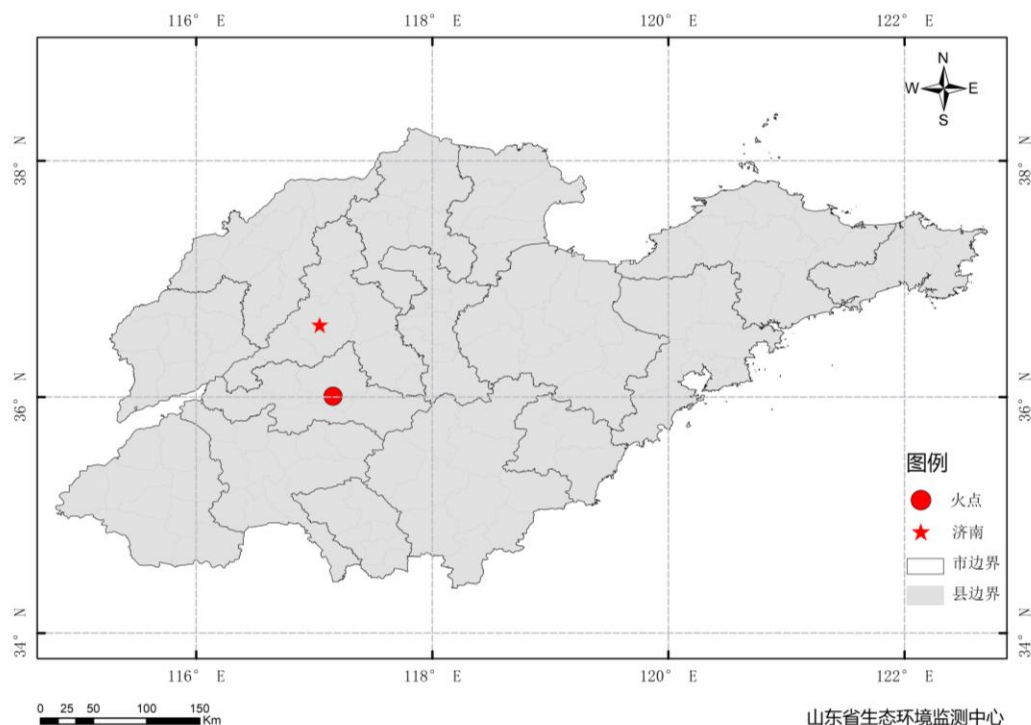 116° E 118° E 120° E 122° E
N
W E
S
38° N 38° N
36° N 36° N
图例
火点
济南
市边界
县边界
34° N 34° N
116° E 118° E 120° E 122° E
0 25 50 100 150
Km
山东省生态环境监测中心